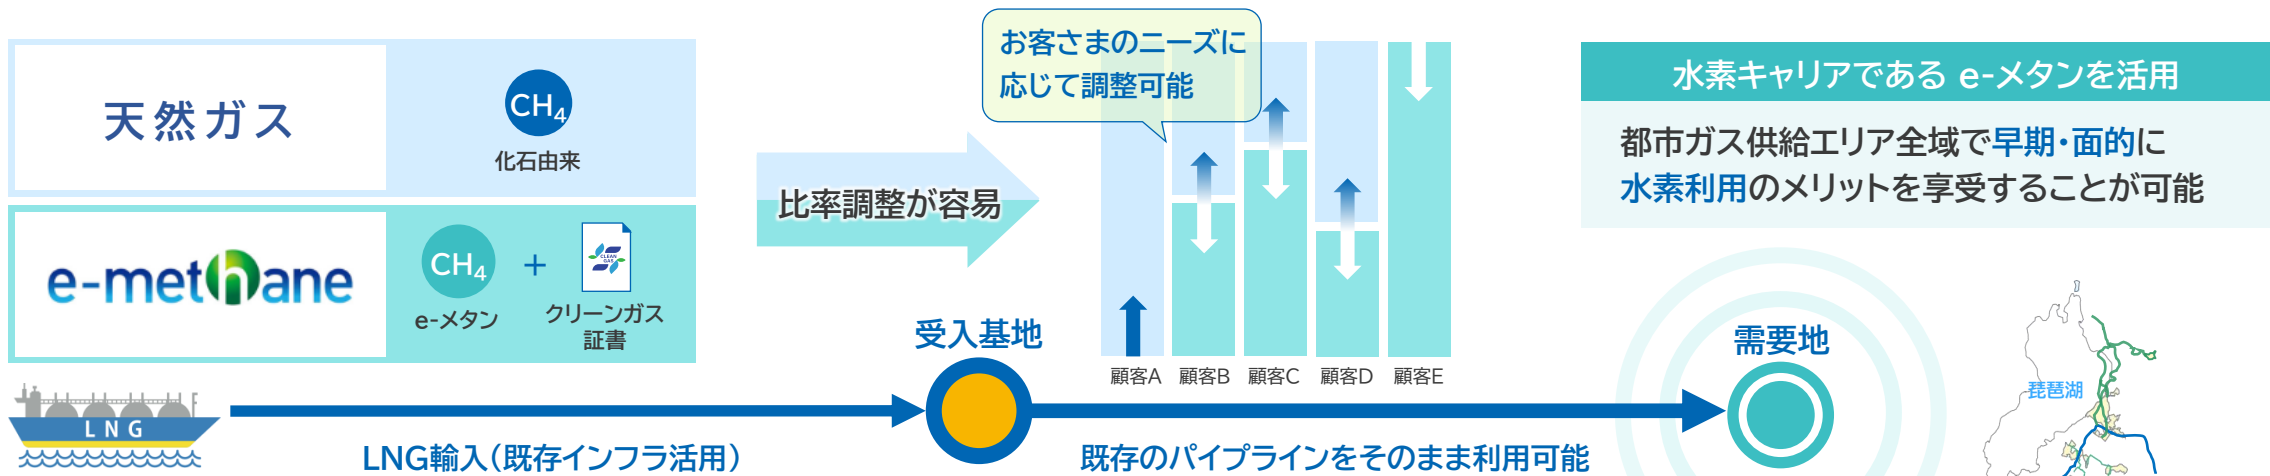 天然ガス
CH4
化石由来
e-methane
CH4
e-メタン
+
CLEAN
GAS
クリーンガス
証書
比率調整が容易
お客さまのニーズに
応じて調整可能
顧客A
顧客B
顧客C
顧客D
顧客E
水素キャリアである e-メタンを活用
都市ガス供給エリア全域で早期・面的に
水素利用のメリットを享受することが可能
LNG
LNG輸入(既存インフラ活用)
受入基地
既存のパイプラインをそのまま利用可能
需要地
琵琶湖